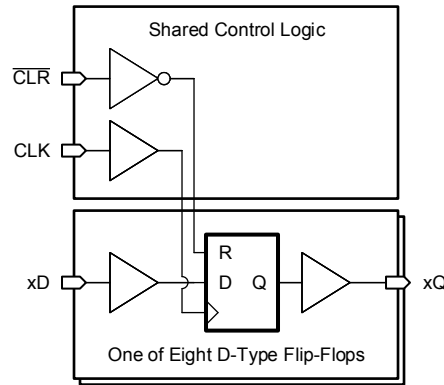 Shared Control Logic
CLR
CLK
R
xD
D
Q
xQ
One of Eight D-Type Flip-Flops